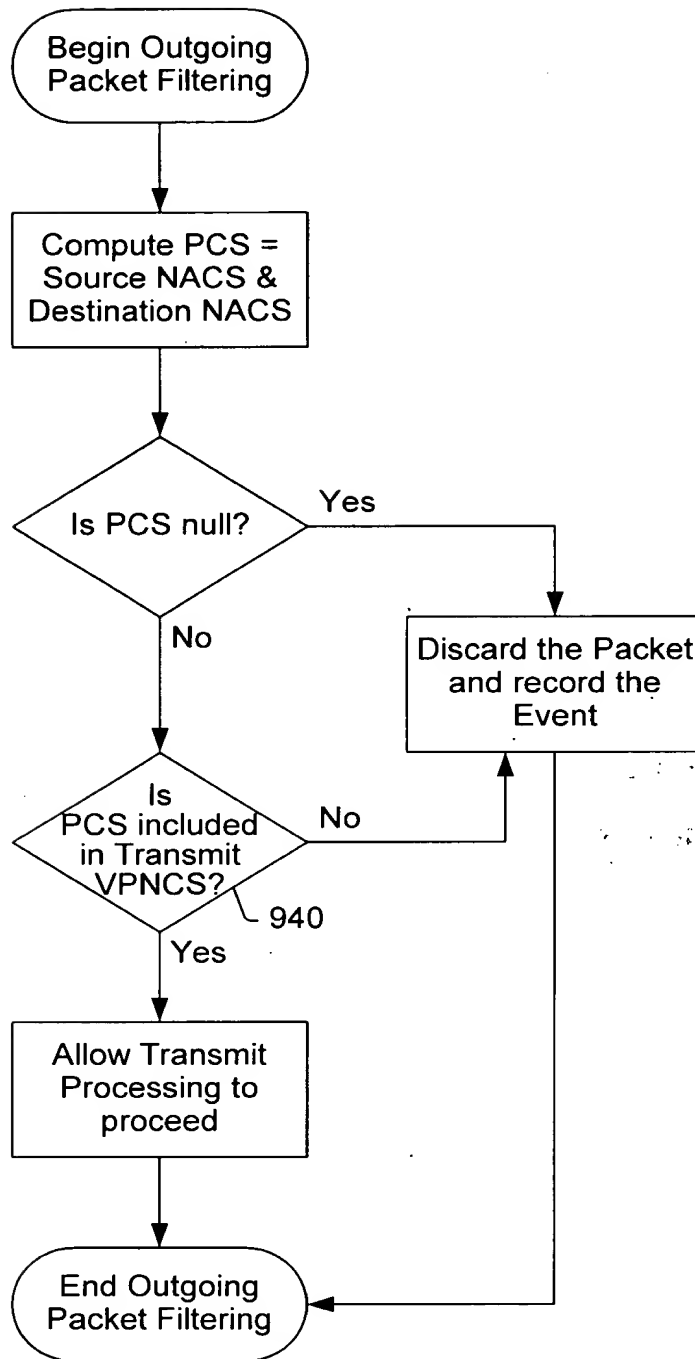 Begin Outgoing
Packet Filtering
Compute PCS =
Source NACS &
Destination NACS
Is PCS null?
Yes
No
Discard the Packet
and record the
Event
Is
PCS included
in Transmit
VPNCS?
No
940
Yes
Allow Transmit
Processing to
proceed
End Outgoing
Packet Filtering